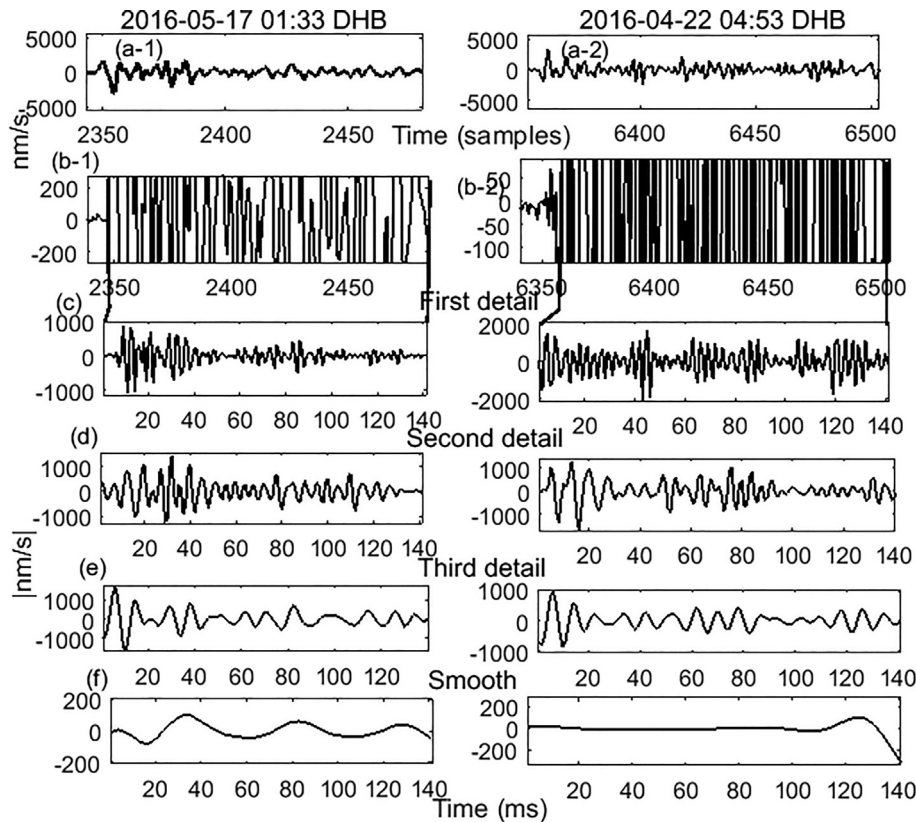 2016-05-17 01:33 DHB 2016-04-22 04:53 DHB
5000 (a-1) 5000 (a-2)
0 0
5000 -5000
2350 2400 2450 Time (samples) 6400 6450 6500
nm/s,
(b-1) (b-2)
200 50
0 0
-50
-200 -100
2350 2400 2450 6350 6400 6450 6500
(c) First detail
1000 2000
0 0
-1000 -2000
20 40 60 80 100 120 140 20 40 60 80 100 120 140
(d) Second detail
1000 1000
0 0
-1000 -1000
20 40 60 80 100 120 140 20 40 60 80 100 120 140
|nm/s|
(e) Third detail
1000 1000
0 0
-1000 -1000
20 40 60 80 100 120 140 20 40 60 80 100 120 140
(f) Smooth
200 200
0 0
-200 -200
20 40 60 80 100 120 140 20 40 60 80 100 120 140
Time (ms)